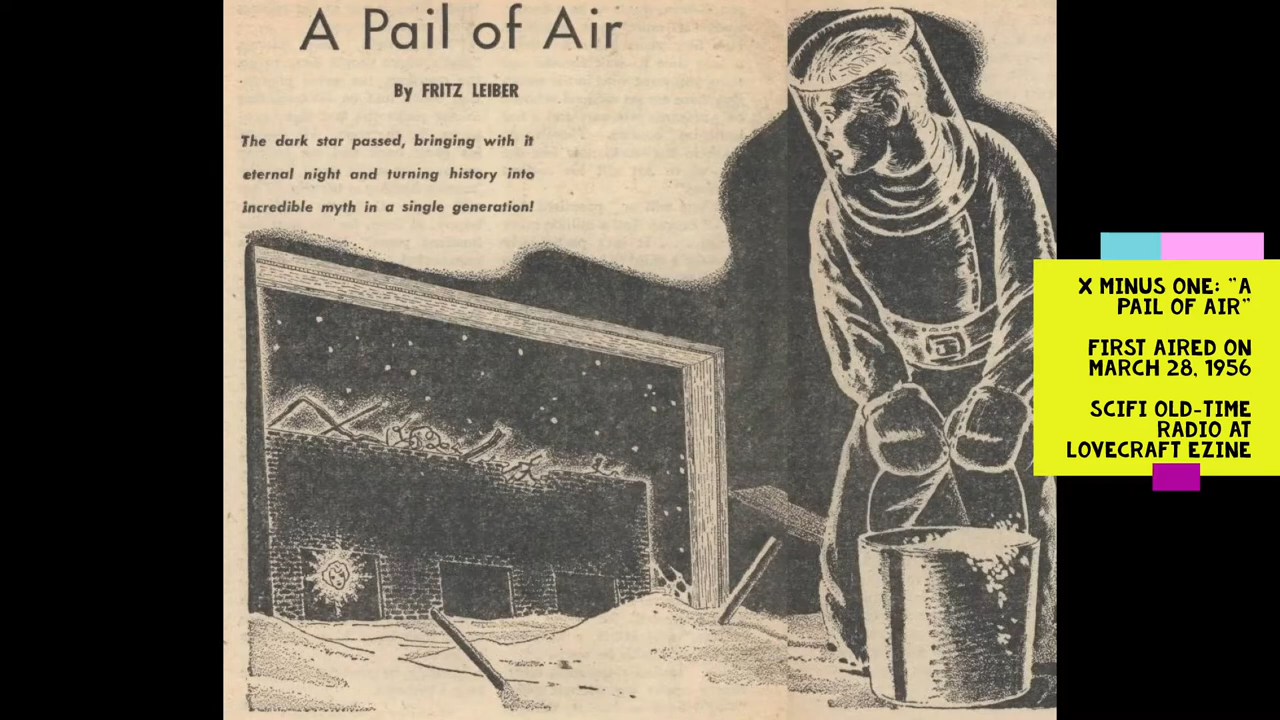 A Pail of Air
By FRITZ LEIBER
The dark star passed, bringing with it
eternal night and turning history into
incredible myth in a single generation!
X MINUS ONE: "A
PAIL OF AIR"
FIRST AIRED ON
MARCH 28, 1956
SCIFI OLD-TIME
RADIO AT
LOVECRAFT EZINE